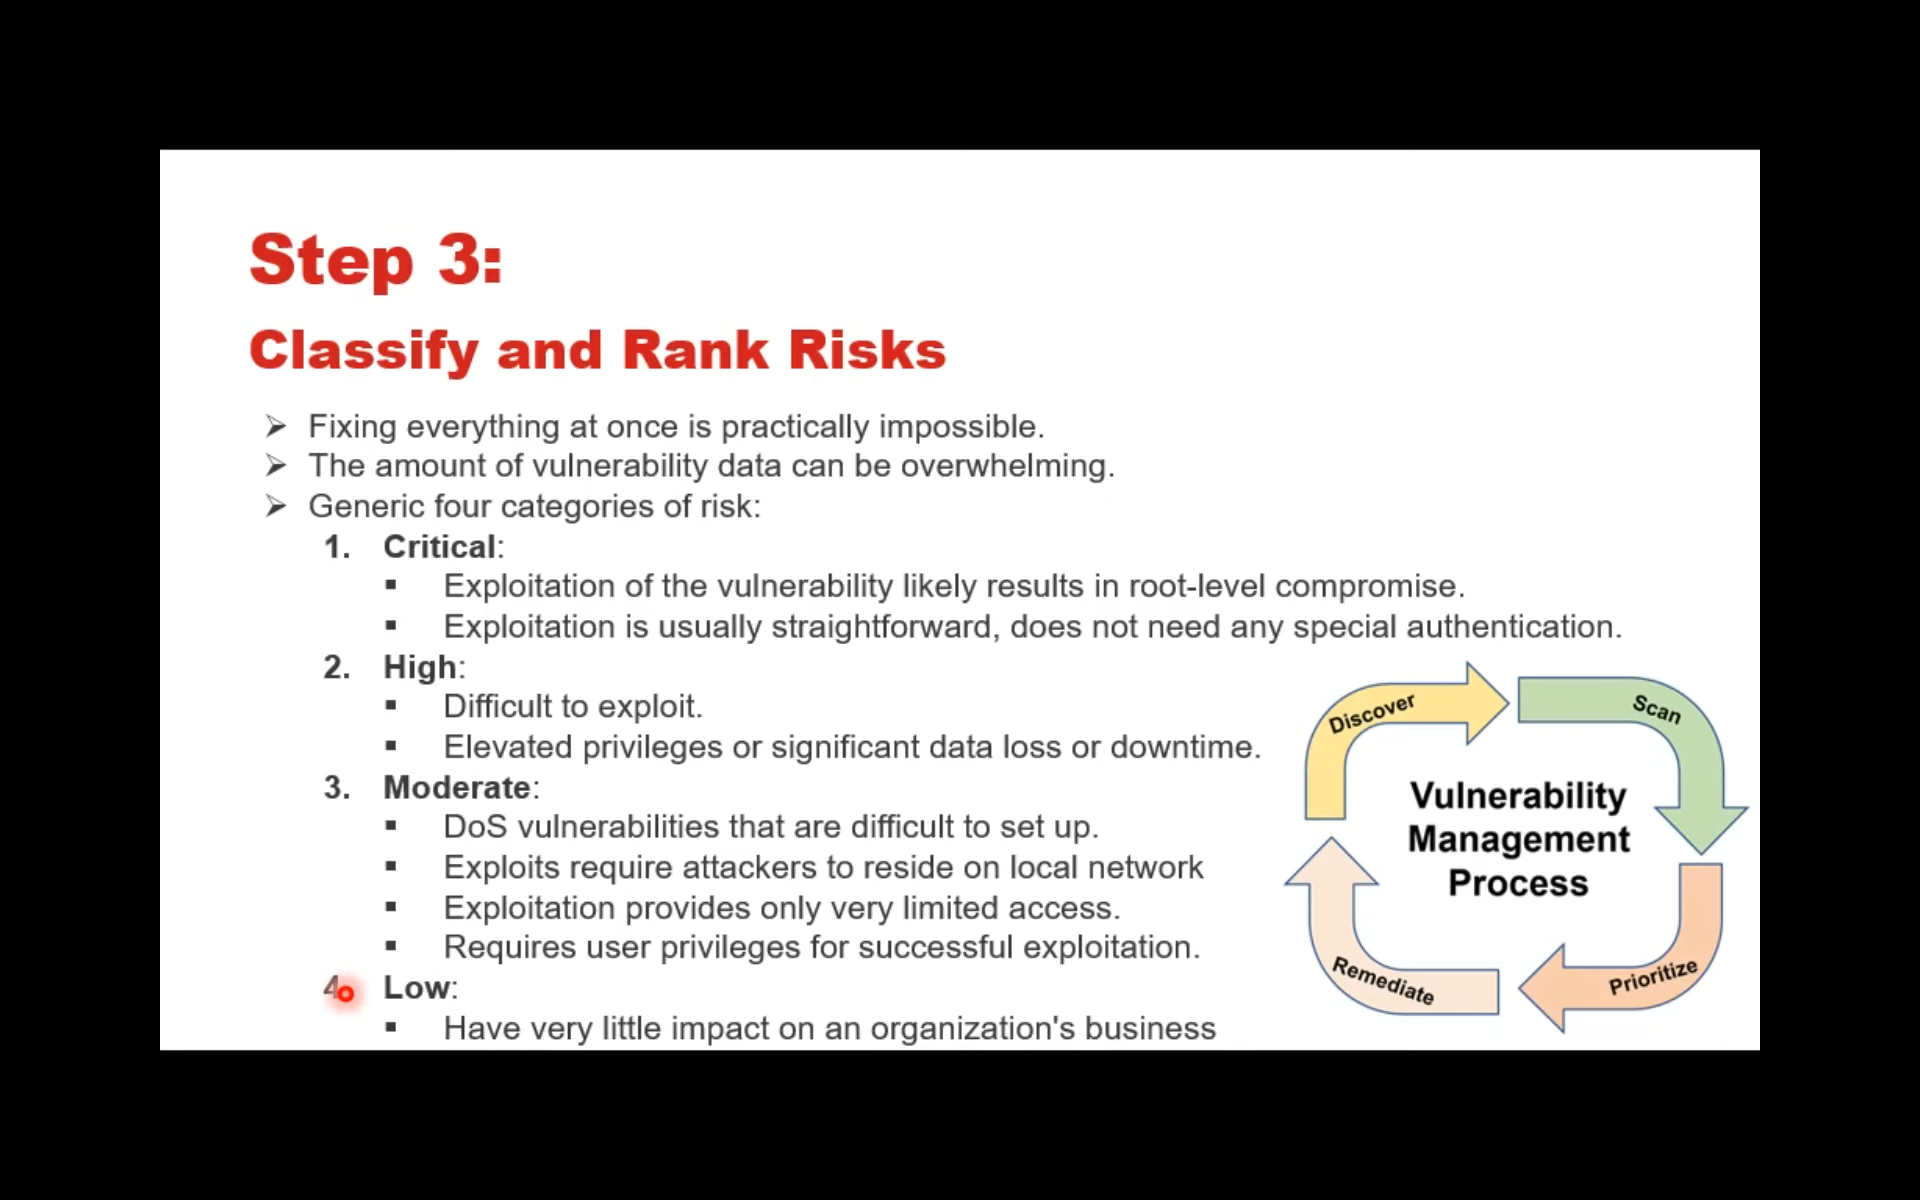 Step 3:
Classify and Rank Risks
➢ Fixing everything at once is practically impossible.
➢ The amount of vulnerability data can be overwhelming.
➢ Generic four categories of risk:
1. Critical:
▪ Exploitation of the vulnerability likely results in root-level compromise.
▪ Exploitation is usually straightforward, does not need any special authentication.
2. High:
▪ Difficult to exploit.
▪ Elevated privileges or significant data loss or downtime.
3. Moderate:
▪ DoS vulnerabilities that are difficult to set up.
▪ Exploits require attackers to reside on local network
▪ Exploitation provides only very limited access.
▪ Requires user privileges for successful exploitation.
4. Low:
▪ Have very little impact on an organization's business
Discover
Scan
Vulnerability
Management
Process
Remediate
Prioritize